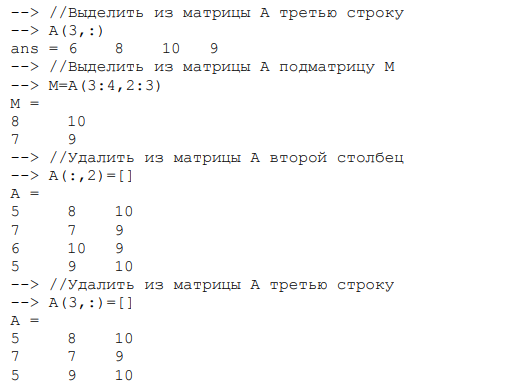 --> //Выделить из матрицы А третью строку
--> A(3,:)
ans = 6 8 10 9
--> //Выделить из матрицы А подматрицу М
--> M=A(3:4,2:3)
M =
8 10
7 9
--> //Удалить из матрицы А второй столбец
--> A(:,2)=[]
A =
5 8 10
7 7 9
6 10 9
5 9 10
--> //Удалить из матрицы А третью строку
--> A(3,:)=[]
A =
5 8 10
7 7 9
5 9 10